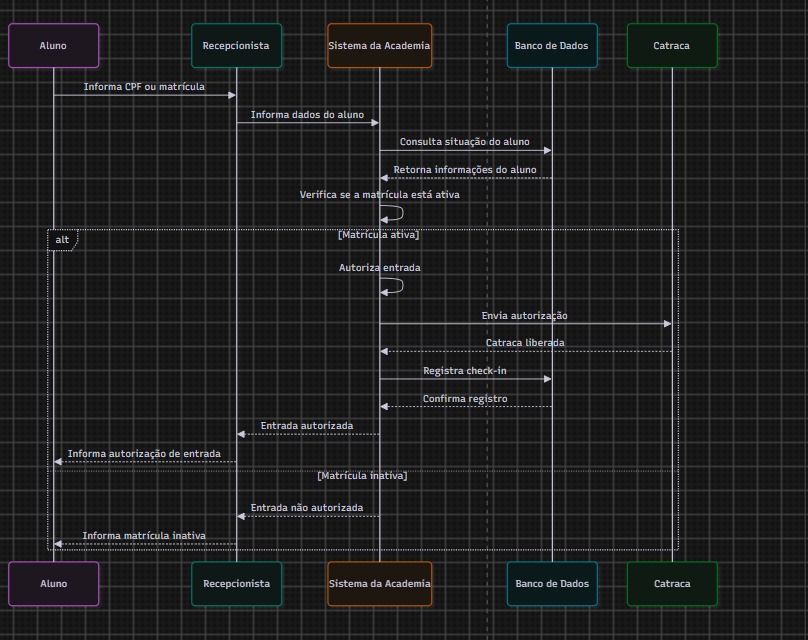 Aluno
Recepcionista
Sistema da Academia
Banco de Dados
Catraca
Informa CPF ou matrícula
Informa dados do aluno
Consulta situação do aluno
Retorna informações do aluno
Verifica se a matrícula está ativa
alt
[Matrícula ativa]
Autoriza entrada
Envia autorização
Catraca liberada
Registra check-in
Confirma registro
Entrada autorizada
Informa autorização de entrada
[Matrícula inativa]
Entrada não autorizada
Informa matrícula inativa
Aluno
Recepcionista
Sistema da Academia
Banco de Dados
Catraca